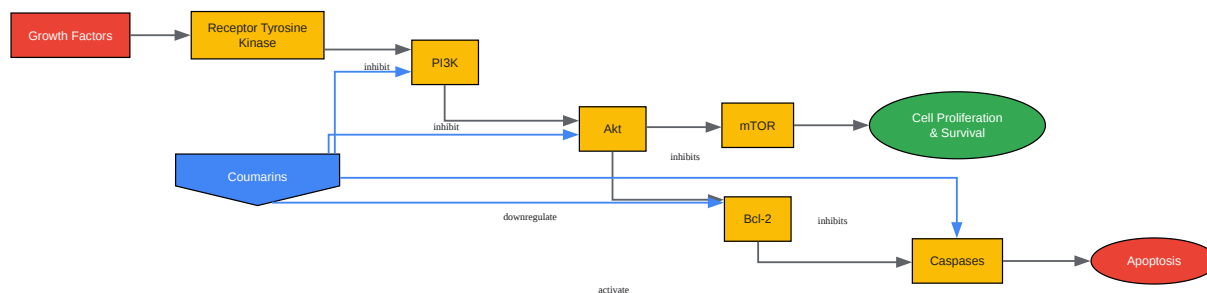 Growth Factors
Receptor Tyrosine
Kinase
PI3K
inhibit
Akt
mTOR
Cell Proliferation
& Survival
inhibit
inhibits
Coumarins
downregulate
Bcl-2
inhibits
Caspases
Apoptosis
activate